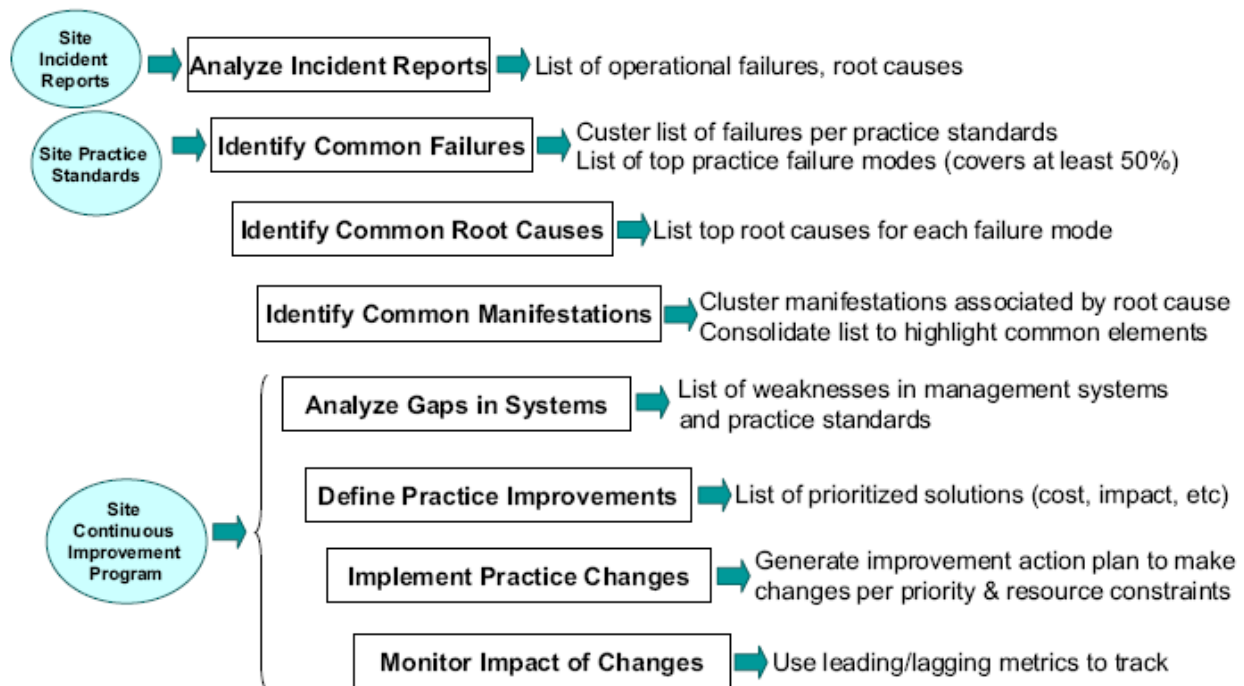 Site
Incident
Reports
Analyze Incident Reports
List of operational failures, root causes
Site Practice
Standards
Identify Common Failures
Custer list of failures per practice standards
List of top practice failure modes (covers at least 50%)
Identify Common Root Causes
List top root causes for each failure mode
Identify Common Manifestations
Cluster manifestations associated by root cause
Consolidate list to highlight common elements
Site
Continuous
Improvement
Program
Analyze Gaps in Systems
List of weaknesses in management systems
and practice standards
Define Practice Improvements
List of prioritized solutions (cost, impact, etc)
Implement Practice Changes
Generate improvement action plan to make
changes per priority & resource constraints
Monitor Impact of Changes
Use leading/lagging metrics to track